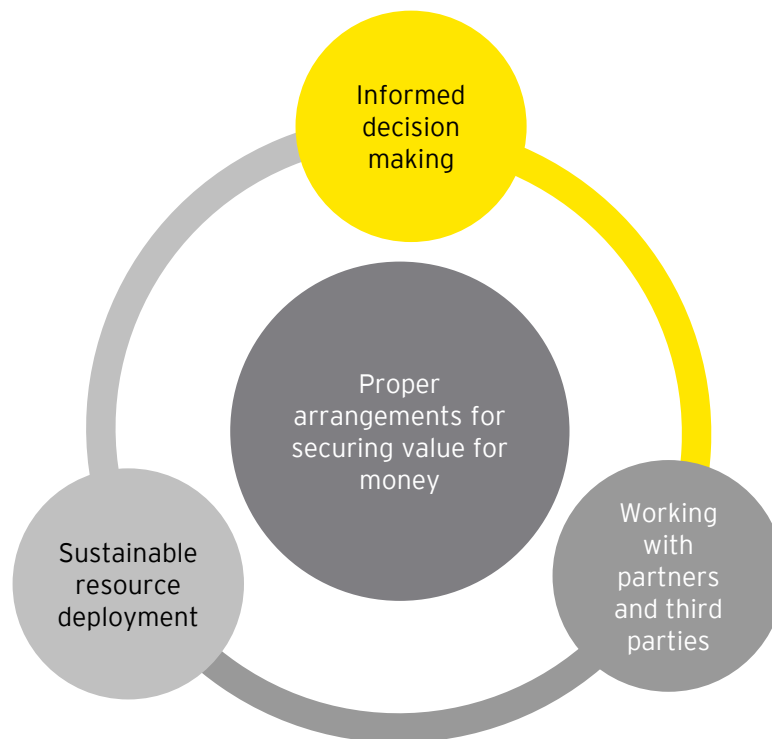 Informed
decision
making
Proper
arrangements for
securing value for
money
Sustainable
resource
deployment
Working
with
partners
and third
parties